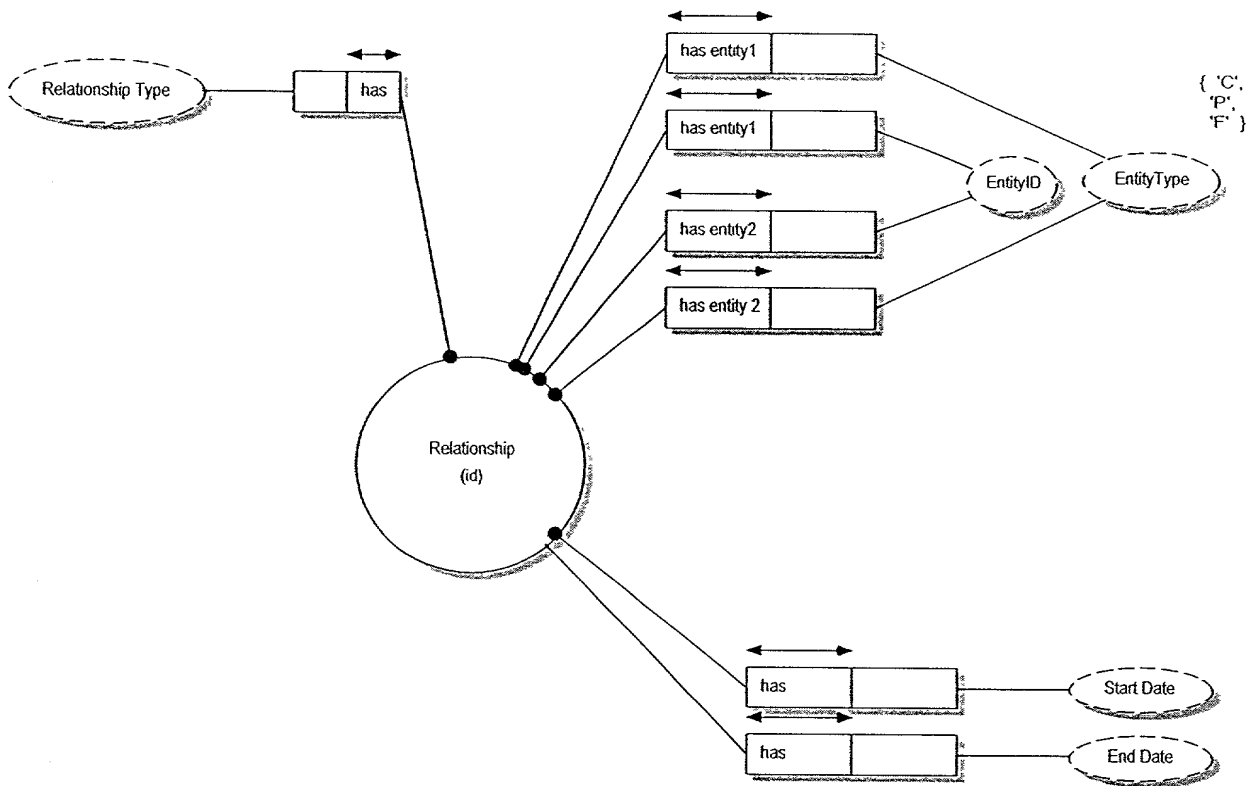 has entity1
Relationship Type
has
{ 'C',
'P',
'F' }
has entity1
EntityID
EntityType
has entity2
has entity 2
Relationship
(id)
has
Start Date
has
End Date